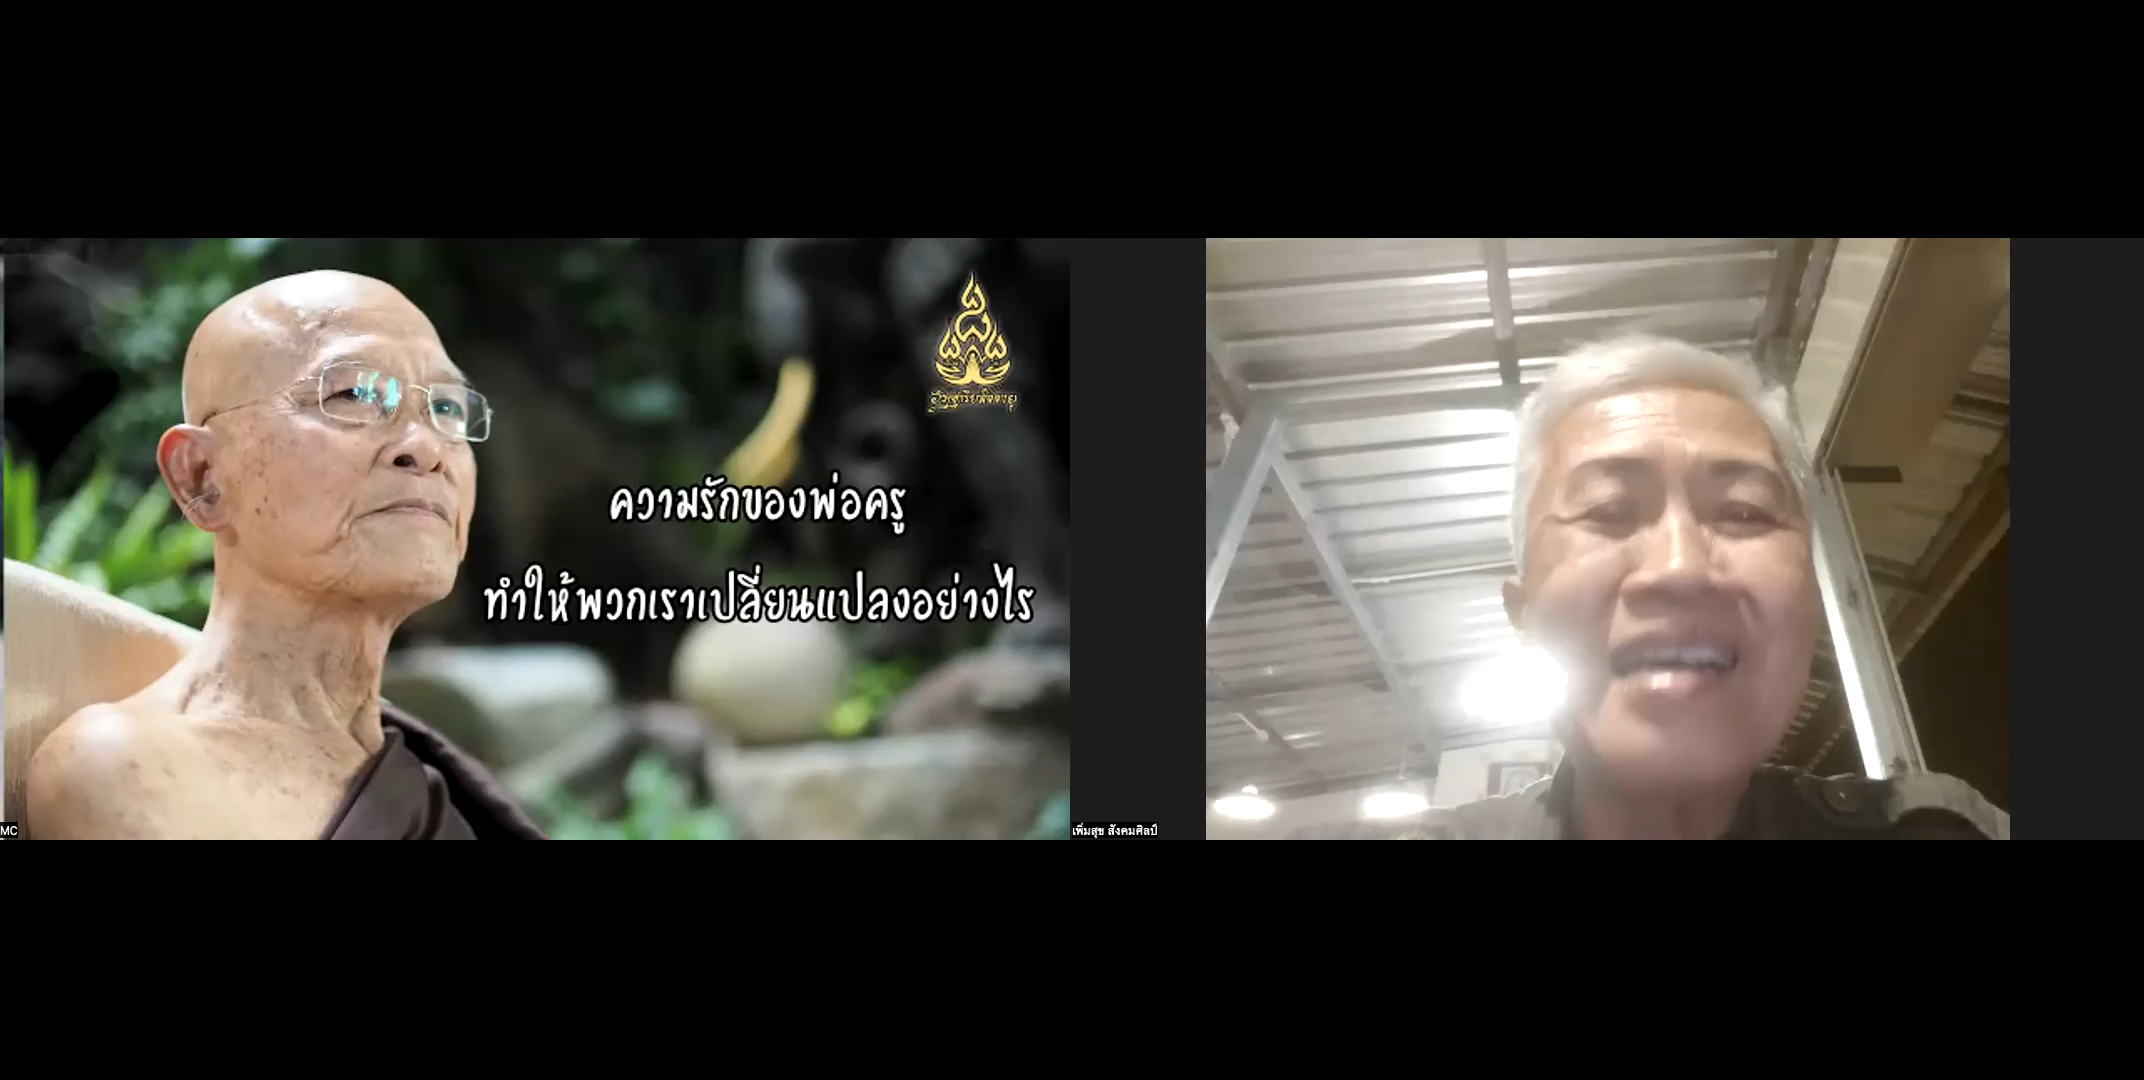 ความรักของพ่อครู
ทำให้พวกเราเปลี่ยนแปลงอย่างไร
MC
เพิ่มสุข สังคมศิลป์